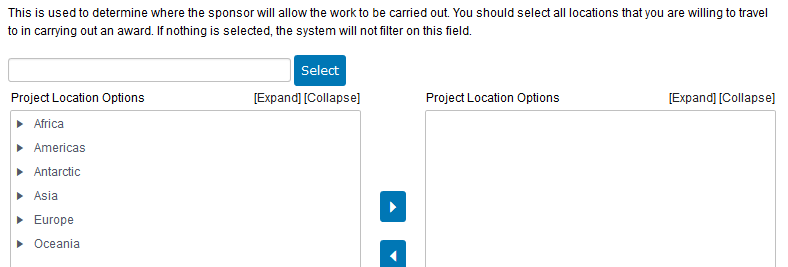 This is used to determine where the sponsor will allow the work to be carried out. You should select all locations that you are willing to travel
to in carrying out an award. If nothing is selected, the system will not filter on this field.
Select
Project Location Options [Expand] [Collapse]
Project Location Options [Expand] [Collapse]
Africa
Americas
Antarctic
Asia
Europe
Oceania